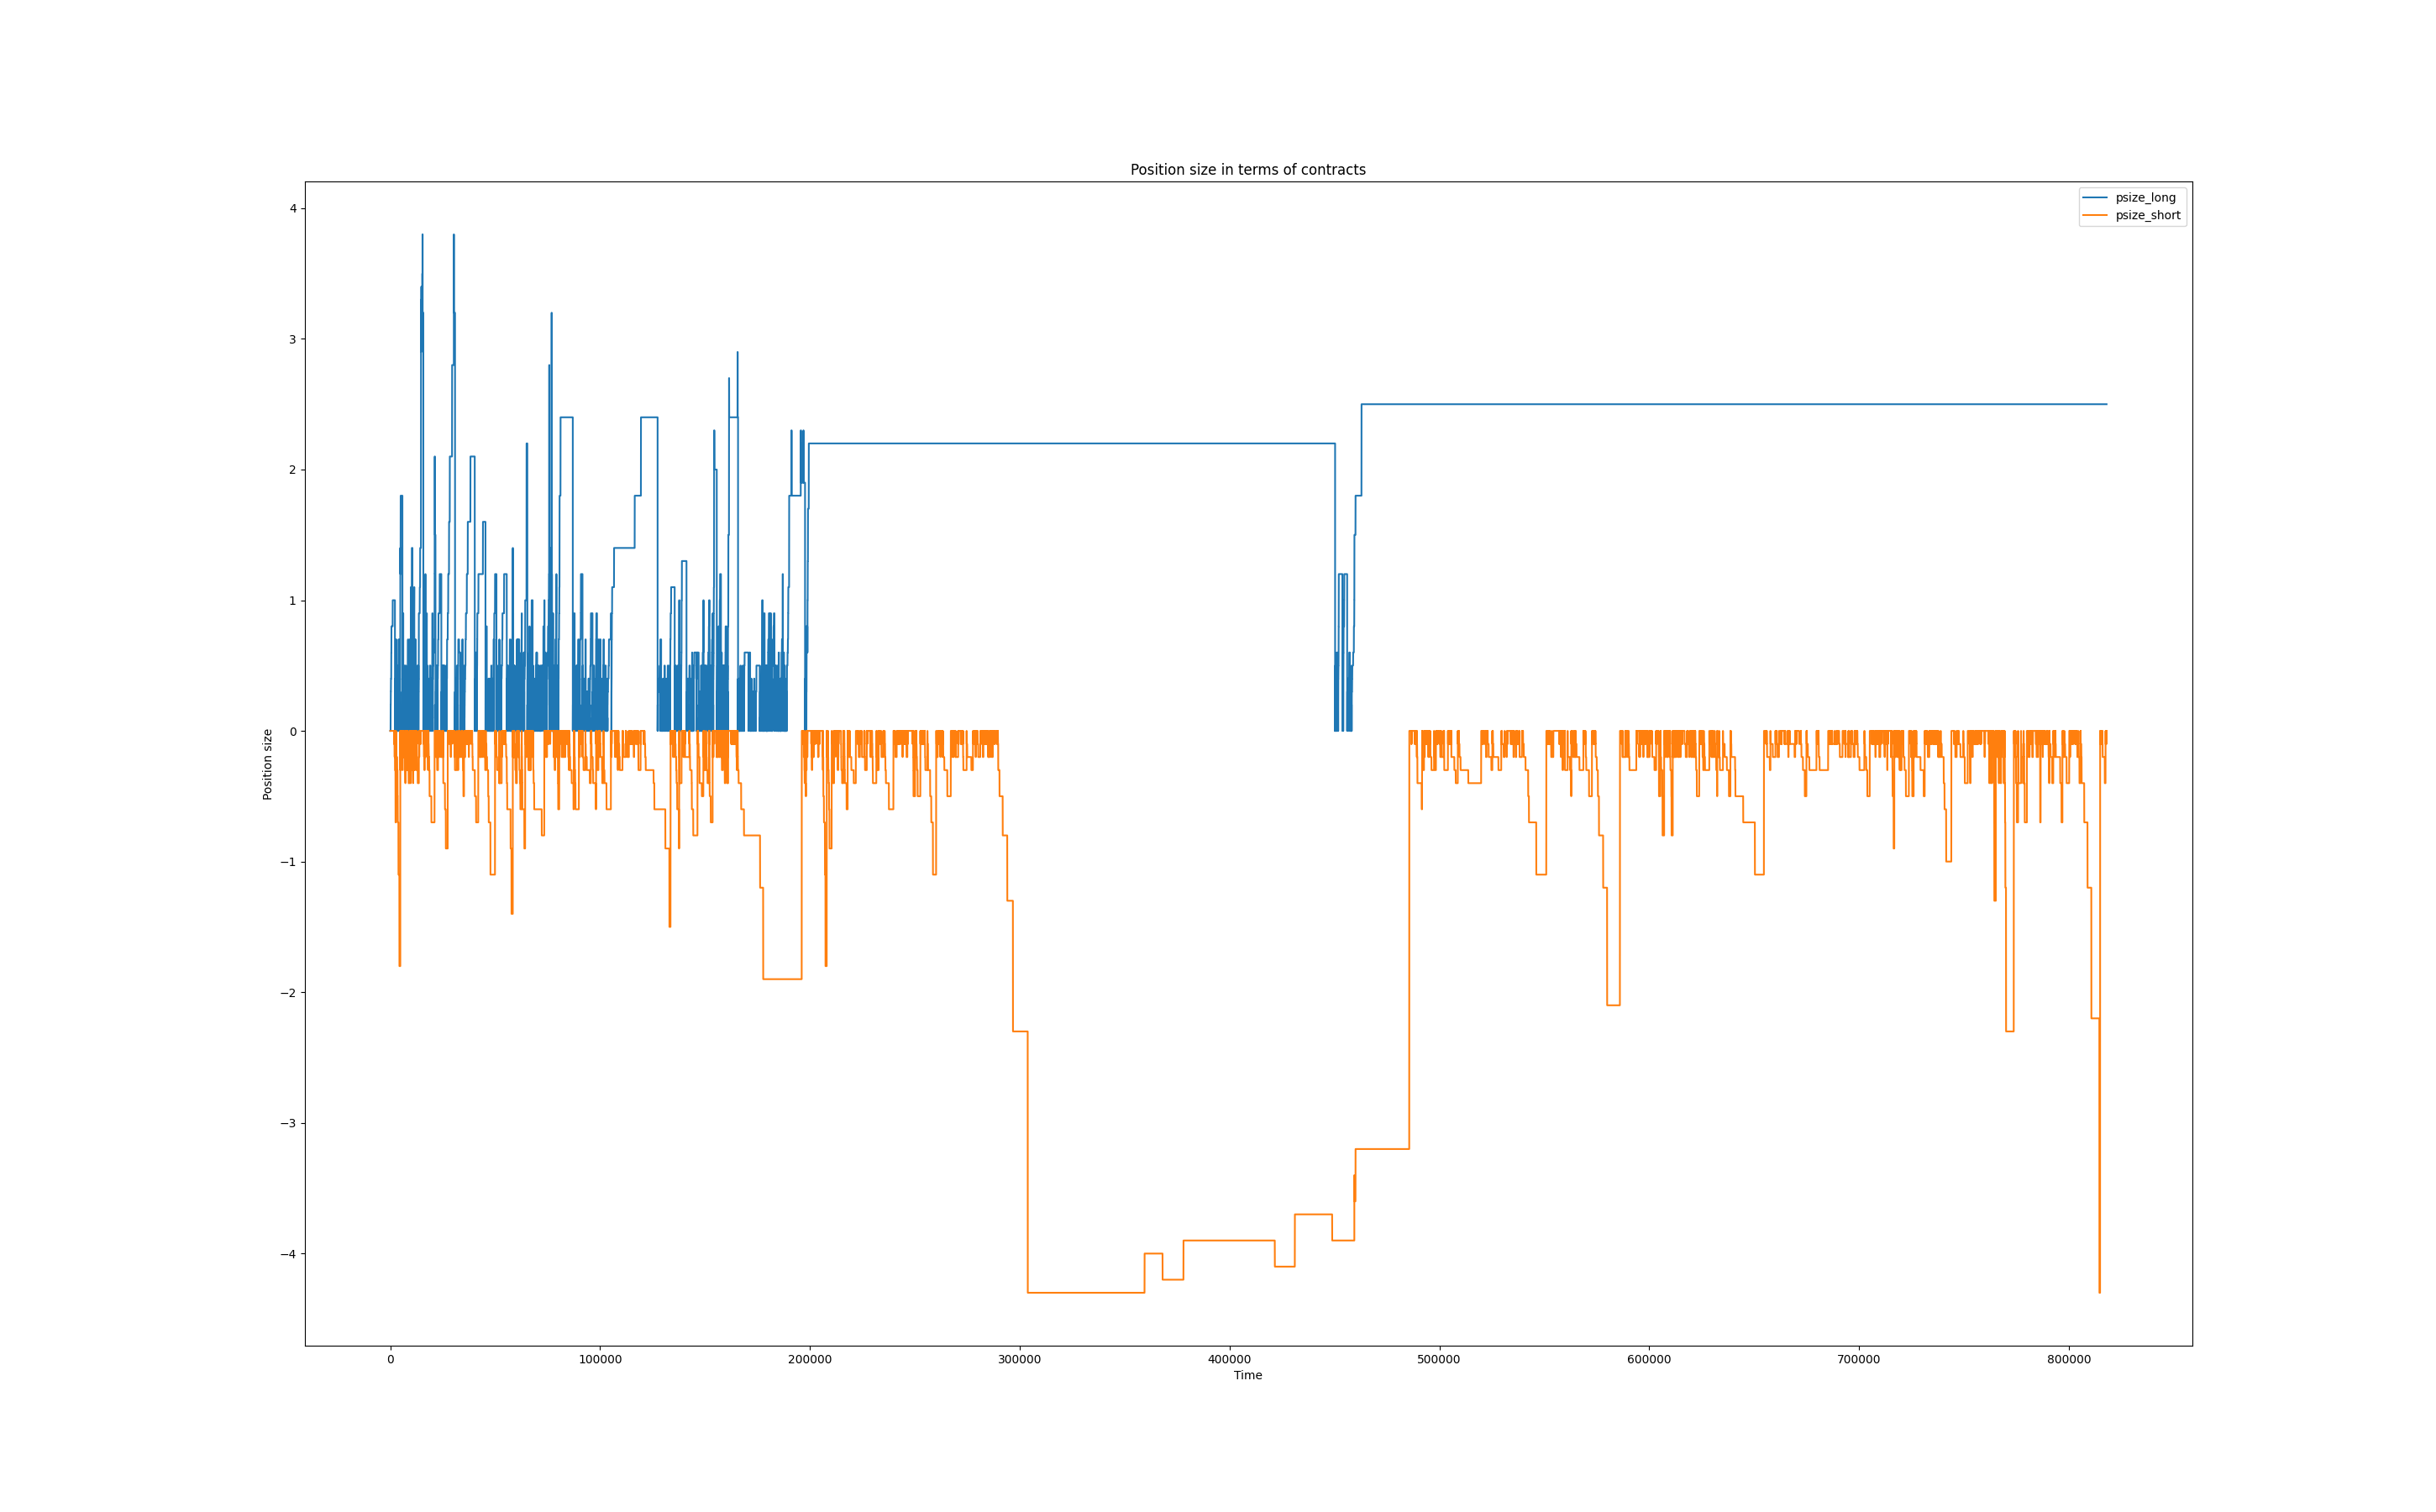 Position size in terms of contracts
psize_long
psize_short
4
3
2
1
0
−1
−2
−3
−4
Position size
0 100000 200000 300000 400000 500000 600000 700000 800000
Time